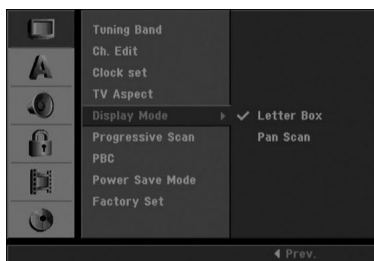 A
Tuning Band
Ch. Edit
Clock set
TV Aspect
Display Mode
Progressive Scan
PBC
Power Save Mode
Factory Set
Letter Box
Pan Scan
Prev.